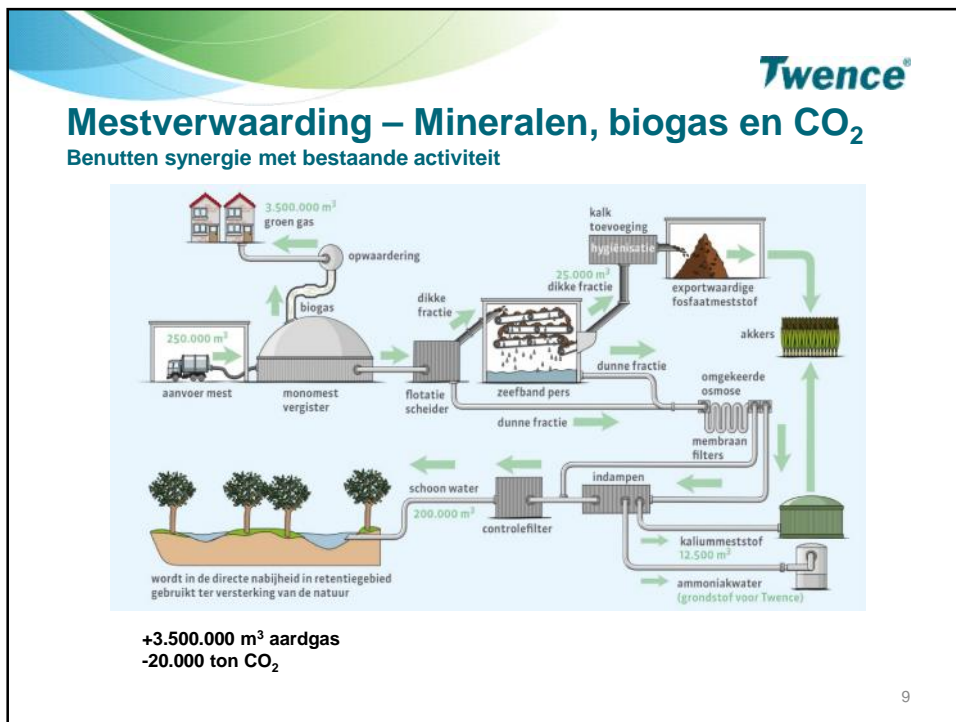 Twence®
Mestverwaarding – Mineralen, biogas en CO₂
Benutten synergie met bestaande activiteit
3.500.000 m³
groen gas
opwaardering
biogas
250.000 m³
aanvoer mest
monomest
vergister
dikke
fractie
flotatie
scheider
zeefband pers
25.000 m³
dikke fractie
kalk
toevoeging
hygiënisatie
exportwaardige
fosfaatmeststof
akkers
dunne fractie
dunne fractie
omgekeerde
osmose
membraan
filters
indampen
schoon water
200.000 m³
controlefilter
kaliummeststof
12.500 m³
ammoniakwater
(grondstof voor Twence)
wordt in de directe nabijheid in retentiegebied
gebruikt ter versterking van de natuur
+3.500.000 m³ aardgas
-20.000 ton CO₂
9